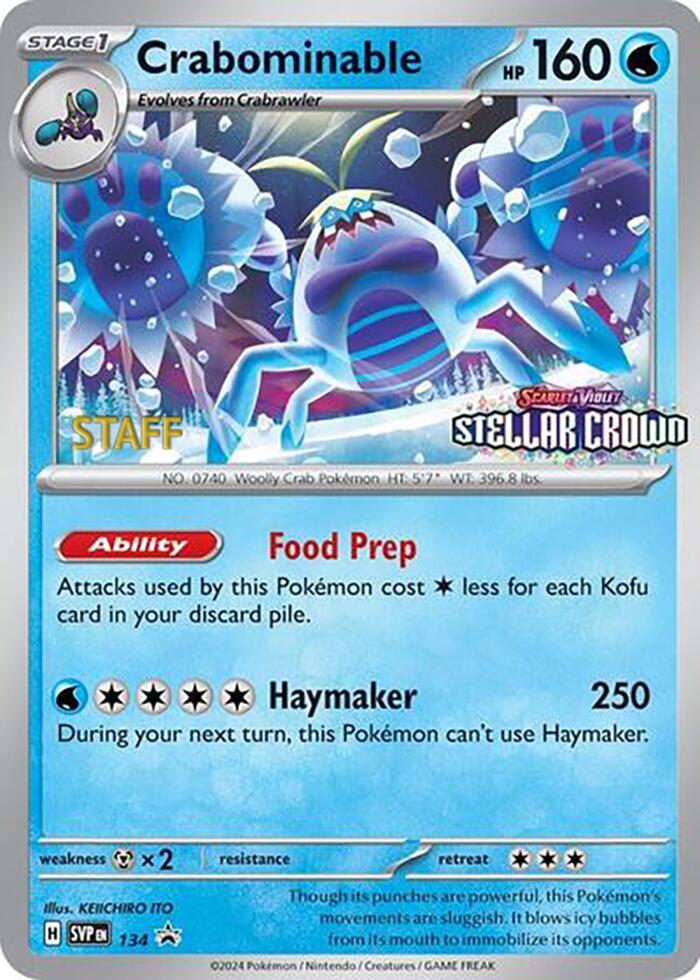 STAGE1
Crabominable
HP 160
Evolves from Crabrawler
STAFF
SCARLET & VIOLET
STELLAR CROWN
NO. 0740 Woolly Crab Pokémon HT: 5'7" WT: 396.8 lbs.
Ability Food Prep
Attacks used by this Pokémon cost less for each Kofu
card in your discard pile.
Haymaker 250
During your next turn, this Pokémon can't use Haymaker.
weakness ×2 resistance retreat
Illus. KEIICHIRO ITO
H SVP EN 134
Though its punches are powerful, this Pokémon's
movements are sluggish. It blows icy bubbles
from its mouth to immobilize its opponents.
©2024 Pokémon / Nintendo / Creatures / GAME FREAK